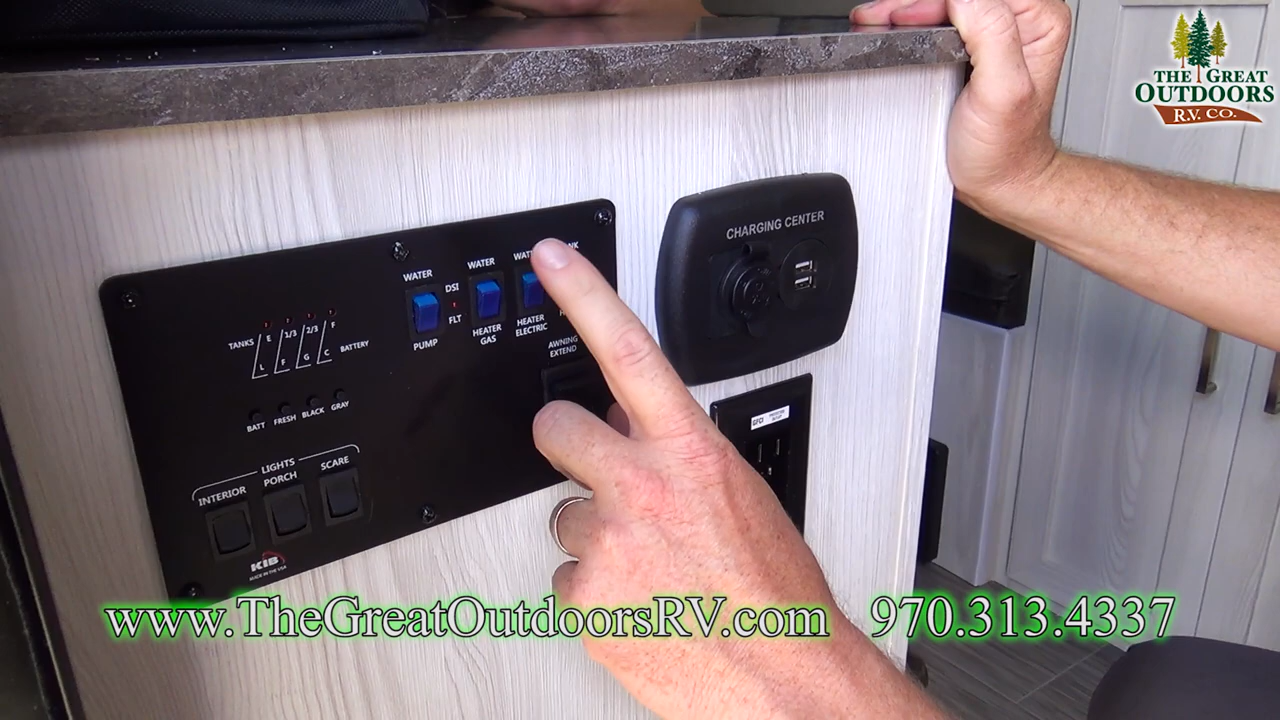 THE GREAT
OUTDOORS
R.V. CO.
CHARGING CENTER
WATER
WATER
DSI
FLT
PUMP
HEATER
GAS
HEATER
ELECTRIC
AWNING
EXTEND
TANKS
E 1/3 2/3 F
L F G C
BATTERY
BATT FRESH BLACK GRAY
LIGHTS
INTERIOR PORCH SCARE
KIB
MADE IN THE USA
GFCI
www.TheGreatOutdoorsRV.com 970.313.4337